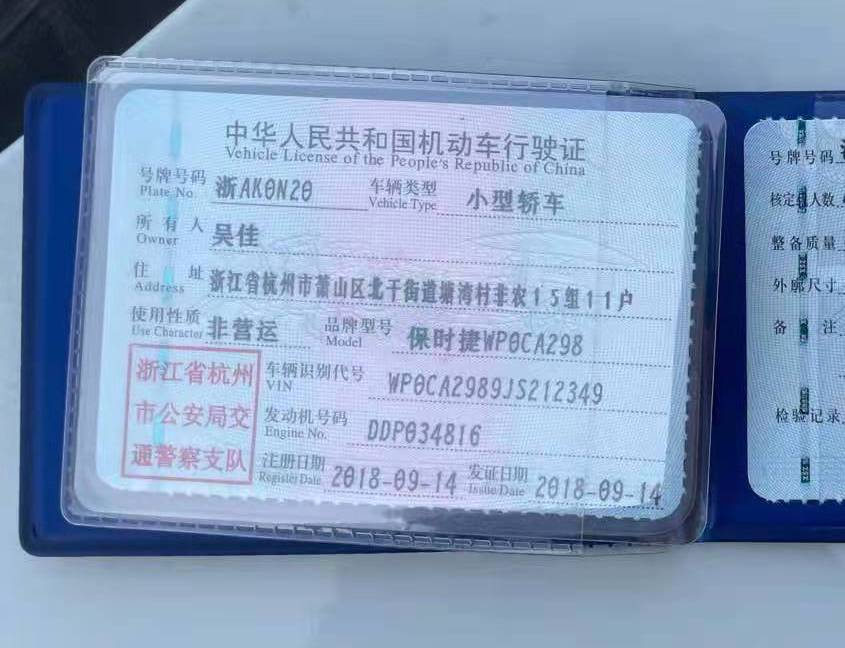 中华人民共和国机动车行驶证
Vehicle License of the People's Republic of China
号牌号码 浙AK0N20 车辆类型 小型轿车
Plate No. Vehicle Type
所有人 吴佳
Owner
住址 浙江省杭州市萧山区北干街道塘湾村非农15组11户
Address
使用性质 非营运 品牌型号 保时捷WP0CA298
Use Character Model
浙江省杭州
市公安局交
通警察支队
车辆识别代号 WP0CA2989JS212349
VIN
发动机号码 DDP034816
Engine No.
注册日期 2018-09-14 发证日期 2018-09-14
Register Date Issue Date
号牌号码
核定人数
整备质量
外廓尺寸
备注
检验记录